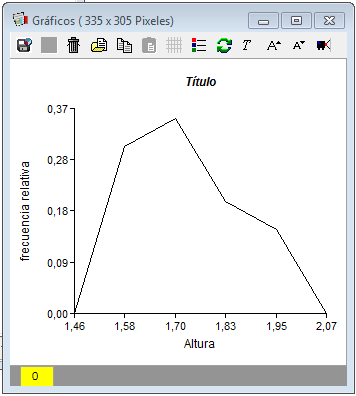 Gráficos ( 335 x 305 Pixeles)
T
A
A
Título
0,37
0,28
0,18
0,09
0,00
frecuencia relativa
1,46 1,58 1,70 1,83 1,95 2,07
Altura
0